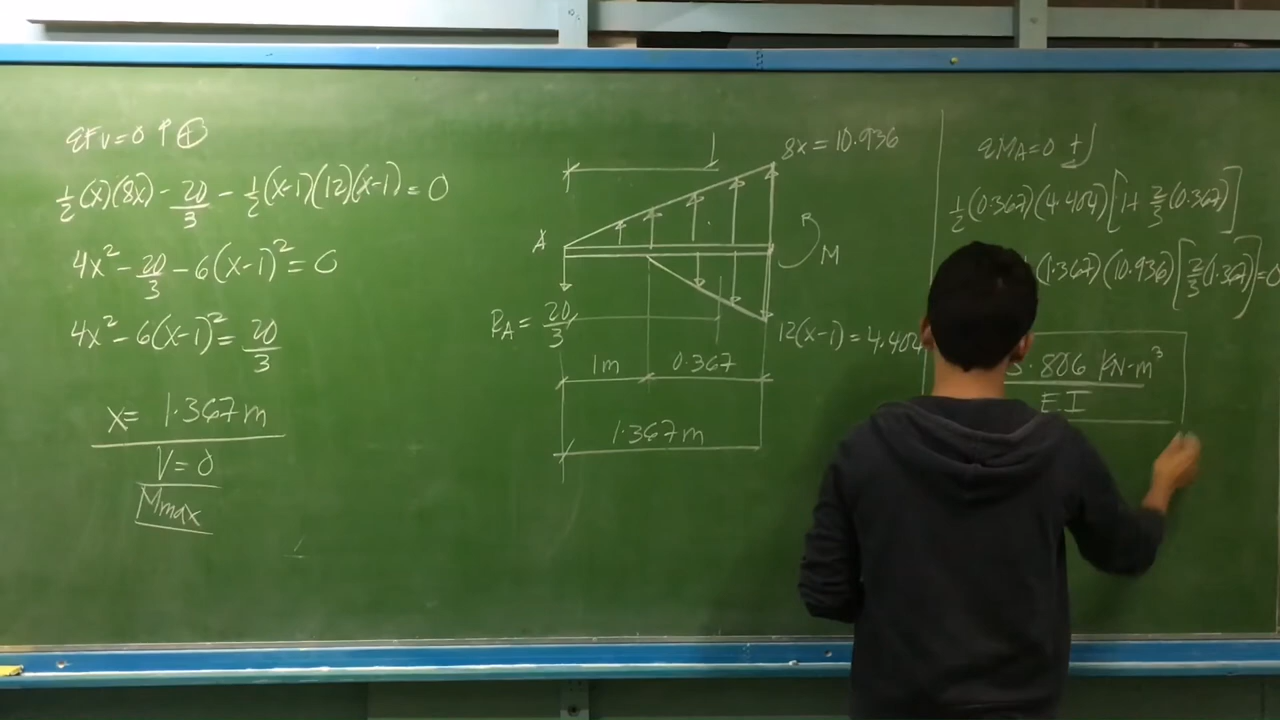 ΣFv=0 ↑⊕
1/2(x)(8x) - 20/3 - 1/2(x-1)(12)(x-1) = 0
4x² - 20/3 - 6(x-1)² = 0
4x² - 6(x-1)² = 20/3
x = 1.367m
V = 0
Mmax
8x = 10.936
A
M
RA = 20/3
12(x-1) = 4.404
1m
0.367
1.367m
ΣMA=0
1/2(0.367)(4.404)[1+ 2/3(0.367)]
(1.367)(10.936)[2/3(1.367)]=0
.806 KN-m³
EI